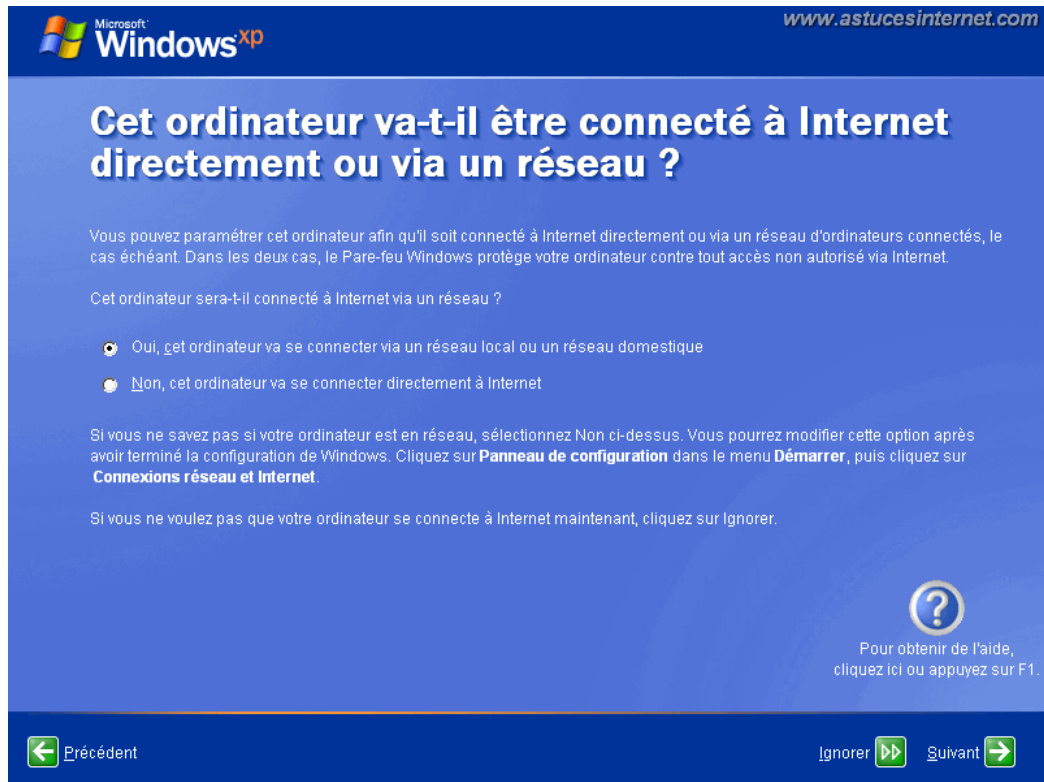 Microsoft
Windows xp
www.astucesinternet.com
Cet ordinateur va-t-il être connecté à Internet
directement ou via un réseau ?
Vous pouvez paramétrer cet ordinateur afin qu'il soit connecté à Internet directement ou via un réseau d'ordinateurs connectés, le
cas échéant. Dans les deux cas, le Pare-feu Windows protège votre ordinateur contre tout accès non autorisé via Internet.
Cet ordinateur sera-t-il connecté à Internet via un réseau ?
Oui, cet ordinateur va se connecter via un réseau local ou un réseau domestique
Non, cet ordinateur va se connecter directement à Internet
Si vous ne savez pas si votre ordinateur est en réseau, sélectionnez Non ci-dessus. Vous pourrez modifier cette option après
avoir terminé la configuration de Windows. Cliquez sur Panneau de configuration dans le menu Démarrer, puis cliquez sur
Connexions réseau et Internet.
Si vous ne voulez pas que votre ordinateur se connecte à Internet maintenant, cliquez sur Ignorer.
?
Pour obtenir de l'aide,
cliquez ici ou appuyez sur F1.
Précédent
Ignorer
Suivant